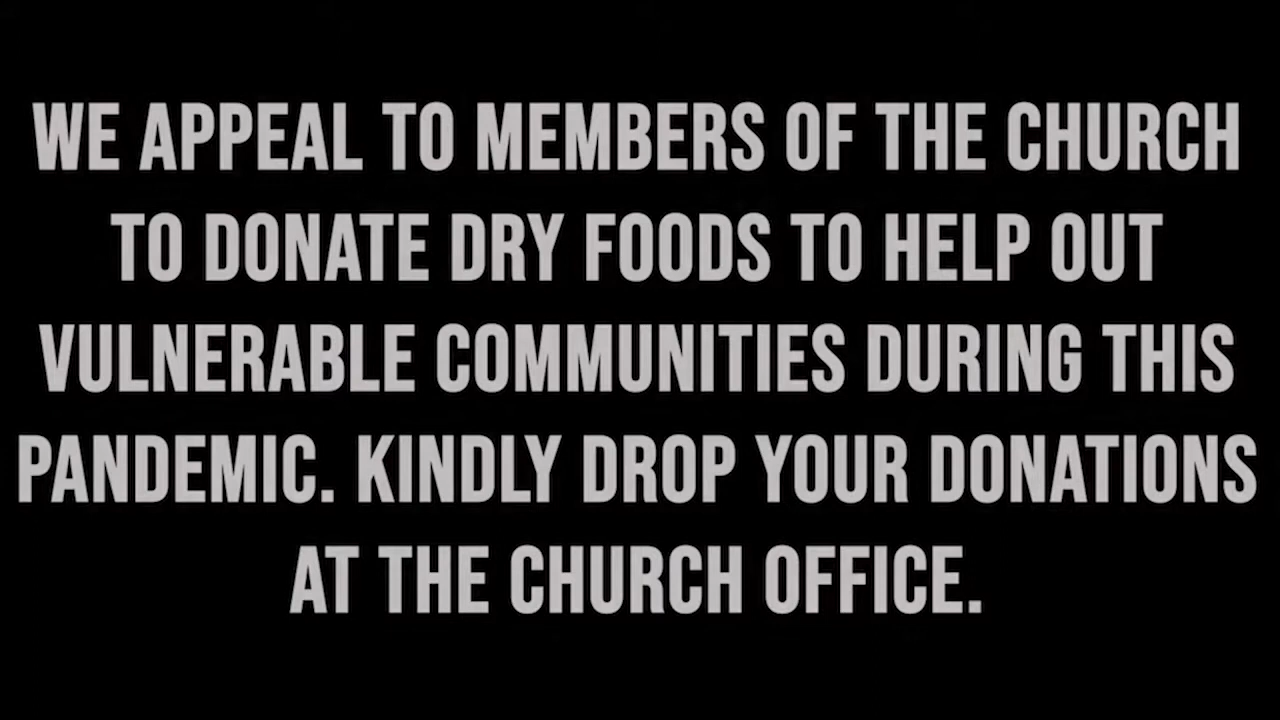 WE APPEAL TO MEMBERS OF THE CHURCH
TO DONATE DRY FOODS TO HELP OUT
VULNERABLE COMMUNITIES DURING THIS
PANDEMIC. KINDLY DROP YOUR DONATIONS
AT THE CHURCH OFFICE.